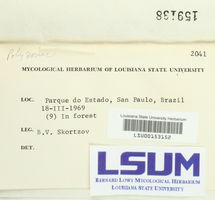 159138
2041
MYCOLOGICAL HERBARIUM OF LOUISIANA STATE UNIVERSITY
LOC. Parque do Estado, San Paulo, Brazil
18-III-1969
(9) In forest
Louisiana State University Herbarium
LSU00153152
LEG. B.V. Skortzov
DET.
LSUM
BERNARD LOWY MYCOLOGICAL HERBARIUM
LOUISIANA STATE UNIVERSITY